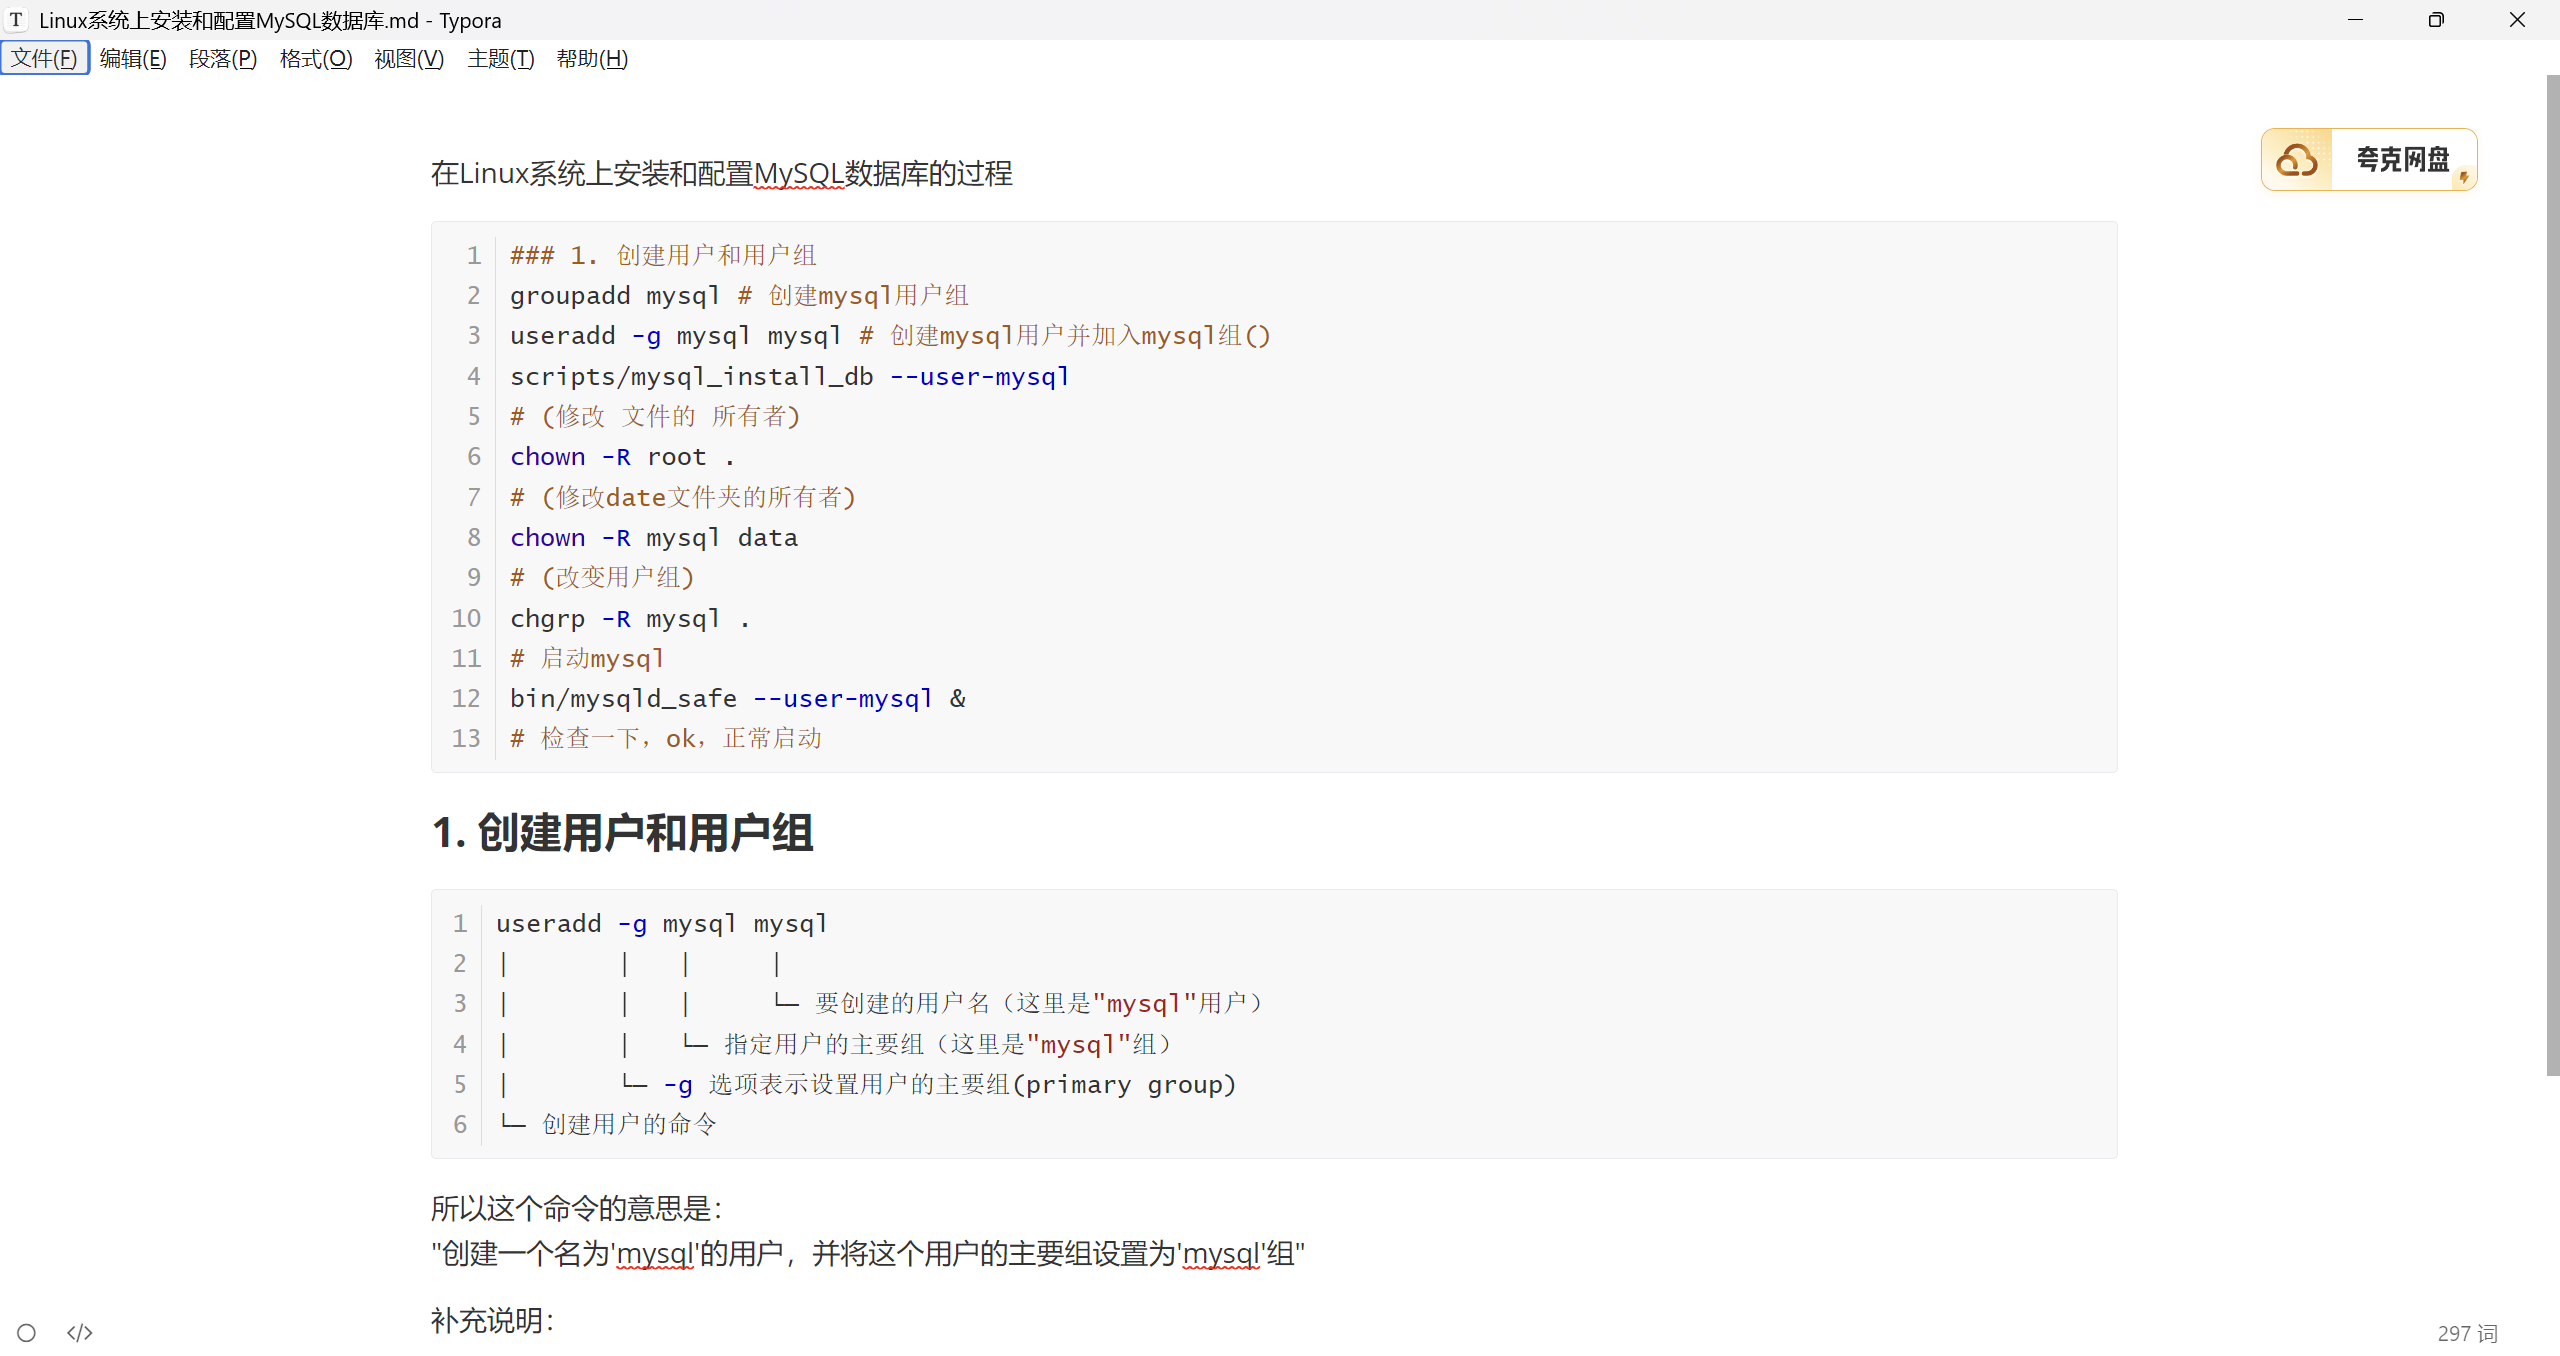 T Linux系统上安装和配置MySQL数据库.md - Typora
文件(F) 编辑(E) 段落(P) 格式(O) 视图(V) 主题(T) 帮助(H)
夸克网盘
在Linux系统上安装和配置MySQL数据库的过程
1 ### 1. 创建用户和用户组
2 groupadd mysql # 创建mysql用户组
3 useradd -g mysql mysql # 创建mysql用户并加入mysql组()
4 scripts/mysql_install_db --user-mysql
5 # (修改 文件的 所有者)
6 chown -R root .
7 # (修改date文件夹的所有者)
8 chown -R mysql data
9 # (改变用户组)
10 chgrp -R mysql .
11 # 启动mysql
12 bin/mysqld_safe --user-mysql &
13 # 检查一下，ok，正常启动
1. 创建用户和用户组
1 useradd -g mysql mysql
2 │       │   │     │
3 │       │   │     └─ 要创建的用户名（这里是"mysql"用户）
4 │       │   └─ 指定用户的主要组（这里是"mysql"组）
5 │       └─ -g 选项表示设置用户的主要组(primary group)
6 └─ 创建用户的命令
所以这个命令的意思是：
"创建一个名为'mysql'的用户，并将这个用户的主要组设置为'mysql'组"
补充说明：
</> 297 词